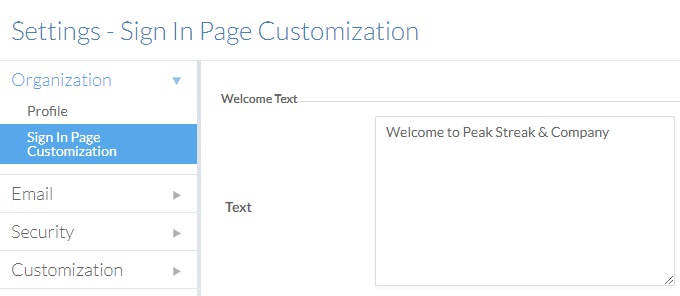 Settings - Sign In Page Customization
Organization
Profile
Sign In Page
Customization
Email
Security
Customization
Welcome Text
Text
Welcome to Peak Streak & Company